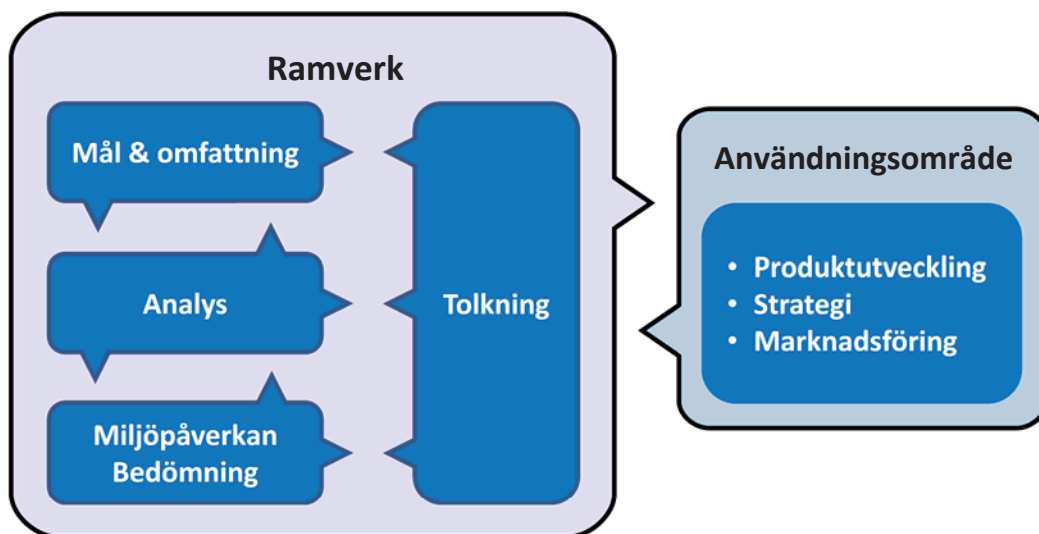 Ramverk
Mål & omfattning
Analys
Miljöpåverkan
Bedömning
Tolkning
Användningsområde
• Produktutveckling
• Strategi
• Marknadsföring